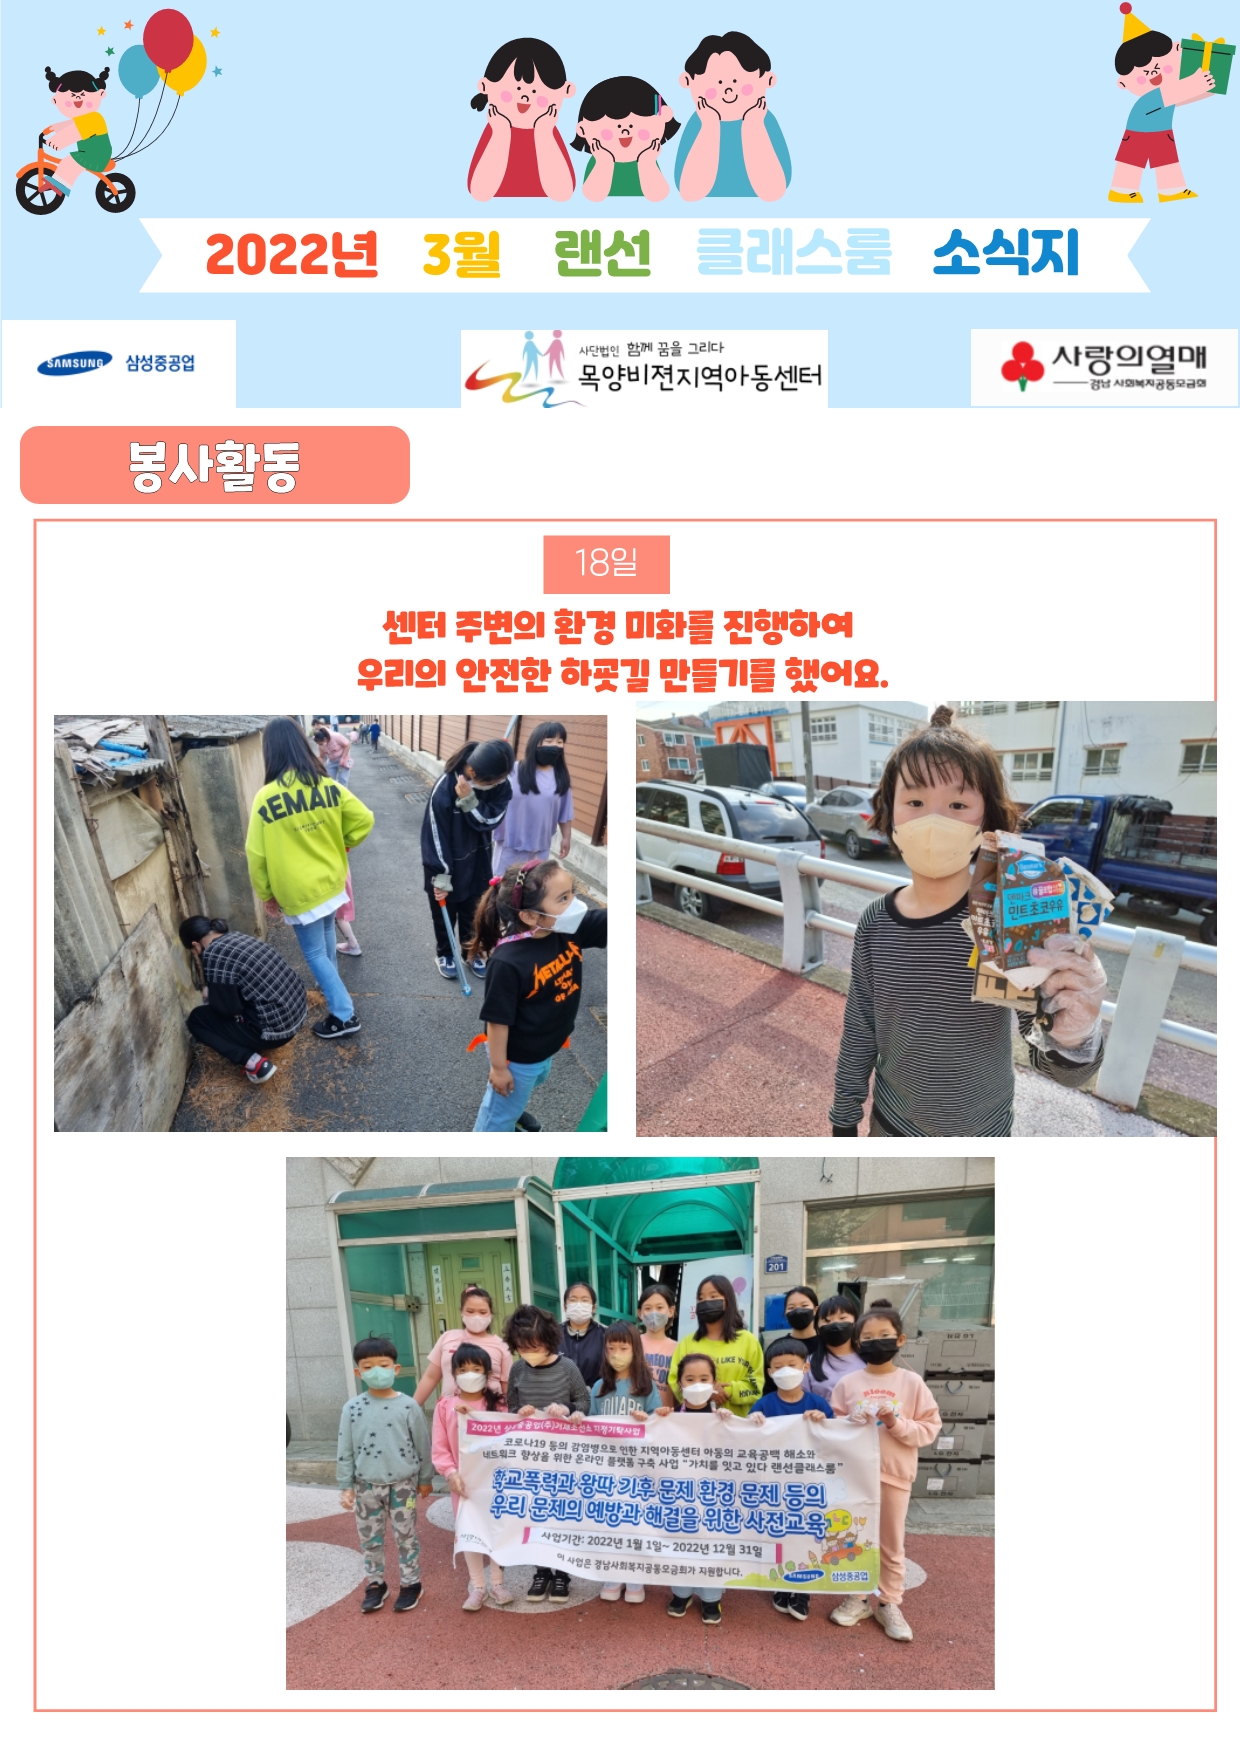 2022년 3월 랜선 클래스룸 소식지
SAMSUNG 삼성중공업
사단법인 함께 꿈을 그리다
목양비젼지역아동센터
사랑의열매
경남 사회복지공동모금회
봉사활동
18일
센터 주변의 환경 미화를 진행하여
우리의 안전한 하굣길 만들기를 했어요.
REMAIN
METALLICA
민트초코우유
201
I LIKE
Bloom
2022년 삼성중공업(주)거제조선소지정기탁사업
코로나19 등의 감염병으로 인한 지역아동센터 아동의 교육공백 해소와
네트워크 향상을 위한 온라인 플랫폼 구축 사업 "가치를 잇고 있다 랜선클래스룸"
학교폭력과 왕따 기후 문제 환경 문제 등의
우리 문제의 예방과 해결을 위한 사전교육
사업기간: 2022년 1월 1일~ 2022년 12월 31일
이 사업은 경남사회복지공동모금회가 지원합니다.
SAMSUNG 삼성중공업